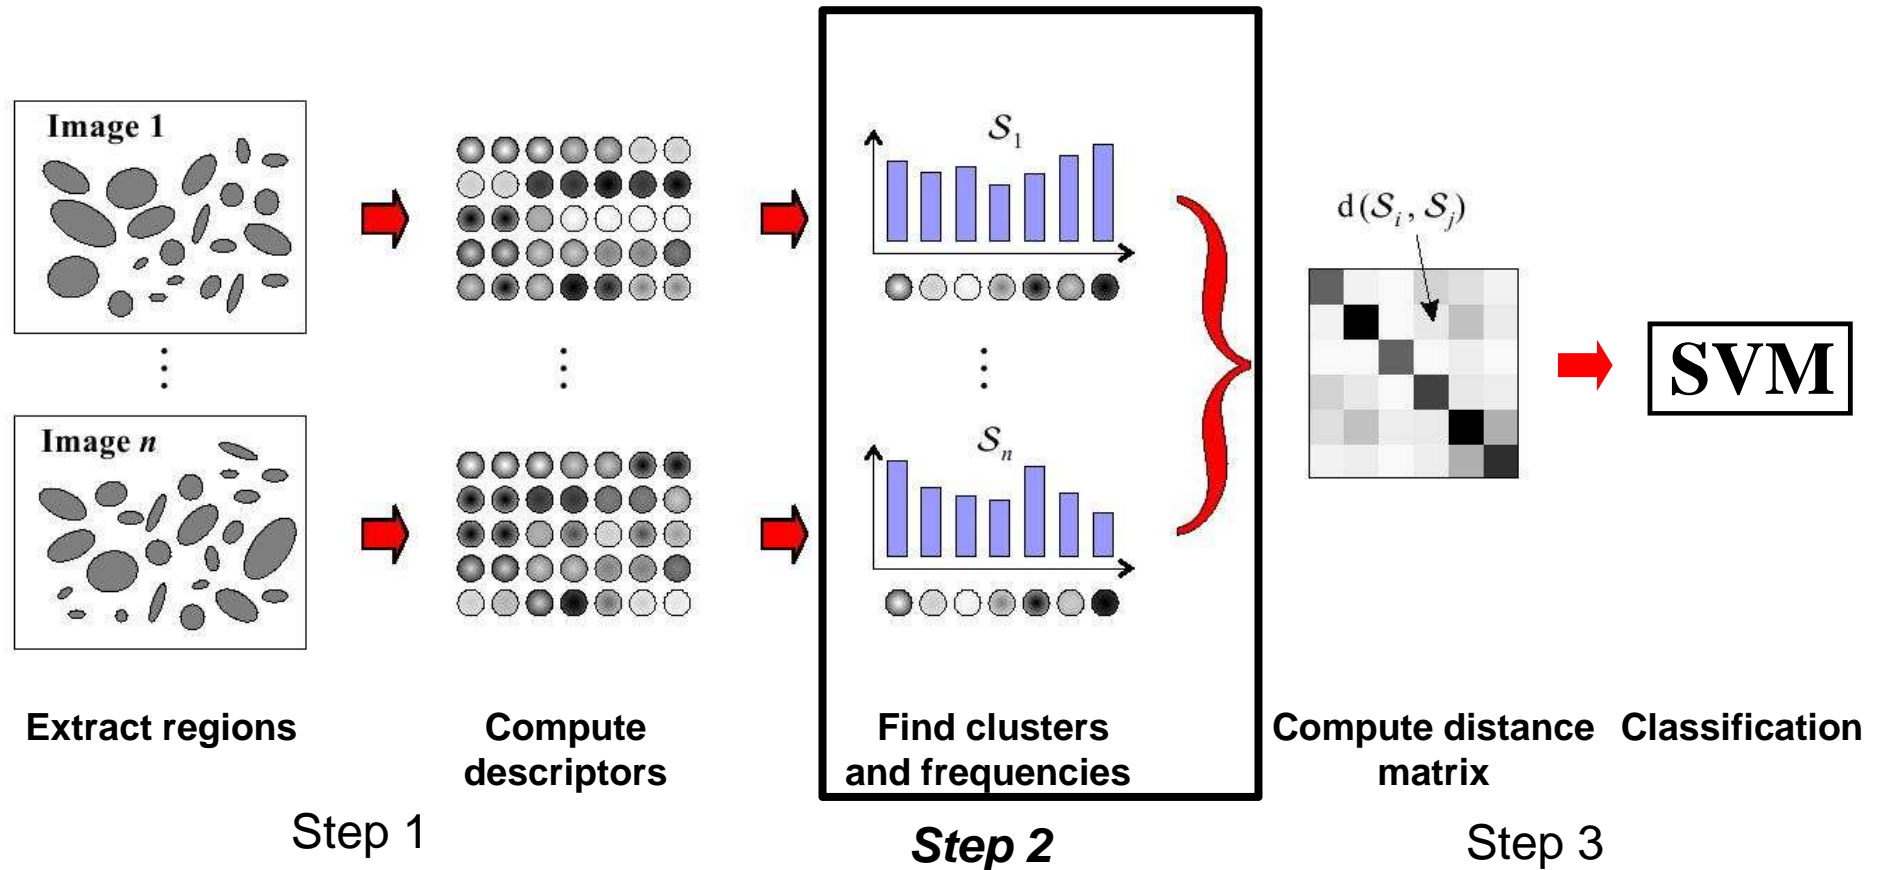 Image 1
S1
d(Si, Sj)
SVM
Image n
Sn
Extract regions
Compute
descriptors
Find clusters
and frequencies
Compute distance
matrix
Classification
Step 1
Step 2
Step 3